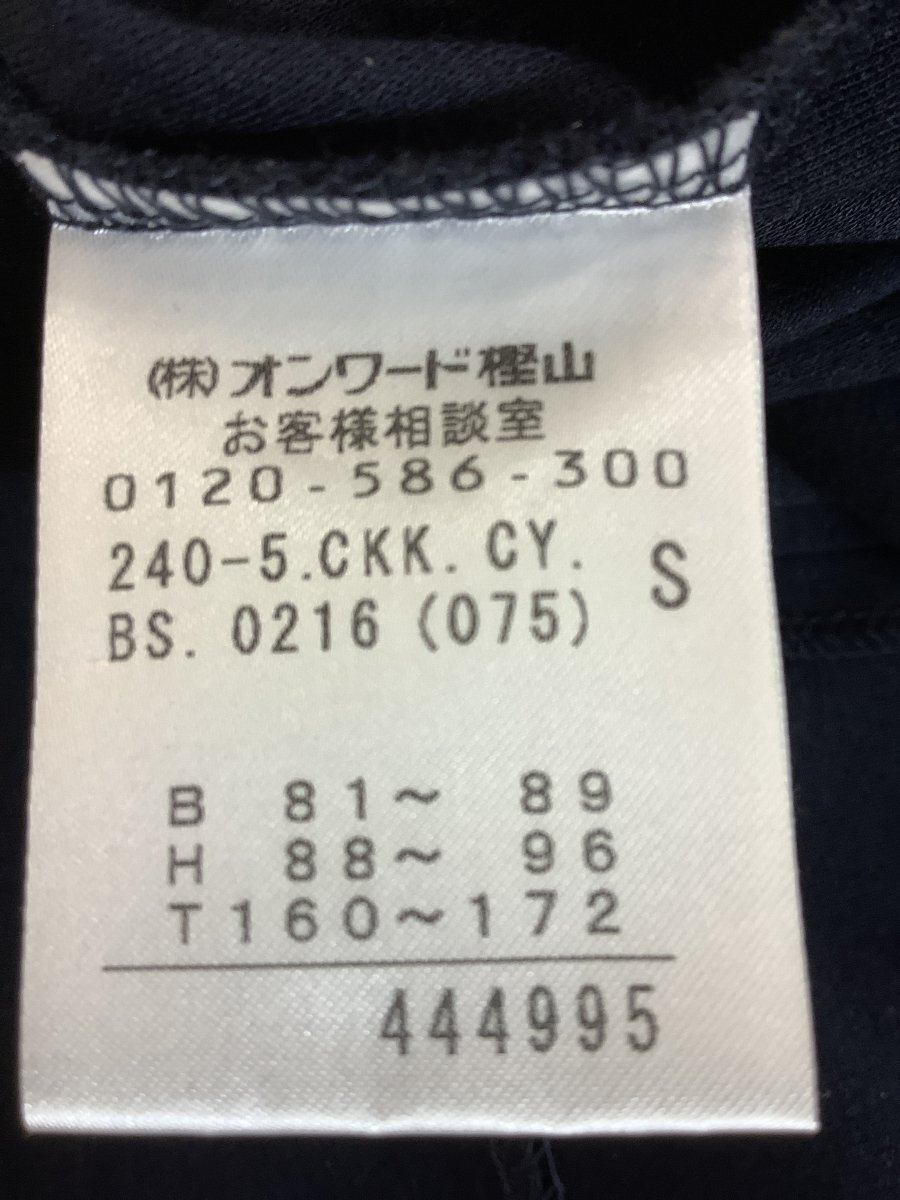 (株)オンワード樫山
お客様相談室
0120-586-300
240-5.CKK.CY. S
BS.0216(075)
B 81~ 89
H 88~ 96
T160~172
444995